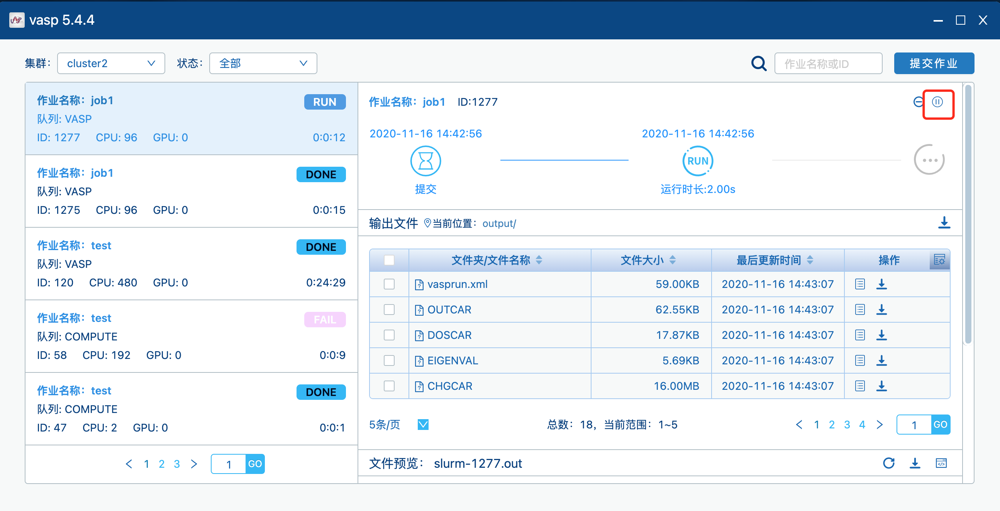 vasp 5.4.4
集群： cluster2 状态： 全部 作业名称或ID 提交作业
作业名称：job1 RUN
队列: VASP
ID: 1277 CPU: 96 GPU: 0 0:0:12
作业名称：job1 DONE
队列: VASP
ID: 1275 CPU: 96 GPU: 0 0:0:15
作业名称：test DONE
队列: VASP
ID: 120 CPU: 480 GPU: 0 0:24:29
作业名称：test FAIL
队列: COMPUTE
ID: 58 CPU: 192 GPU: 0 0:0:9
作业名称：test DONE
队列: COMPUTE
ID: 47 CPU: 2 GPU: 0 0:0:1
< 1 2 3 > 1 GO
作业名称：job1 ID:1277
2020-11-16 14:42:56 2020-11-16 14:42:56
RUN
提交 运行时长:2.00s
输出文件 当前位置： output/
文件夹/文件名称 文件大小 最后更新时间 操作
vasprun.xml 59.00KB 2020-11-16 14:43:07
OUTCAR 62.55KB 2020-11-16 14:43:07
DOSCAR 17.87KB 2020-11-16 14:43:07
EIGENVAL 5.69KB 2020-11-16 14:43:07
CHGCAR 16.00MB 2020-11-16 14:43:07
5条/页 总数：18，当前范围：1~5 < 1 2 3 4 > 1 GO
文件预览： slurm-1277.out